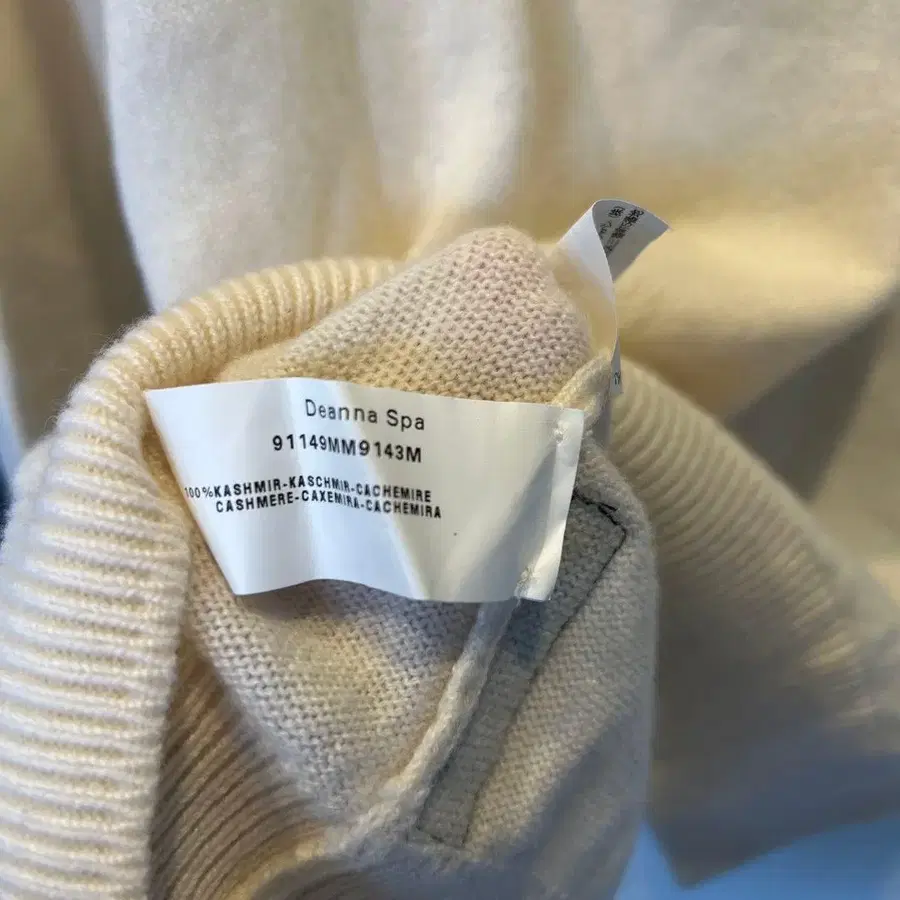 Deanna Spa
91149MM9143M
100%KASHMIR-KASCHMIR-CACHEMIRE
CASHMERE-CAXEMIRA-CACHEMIRA